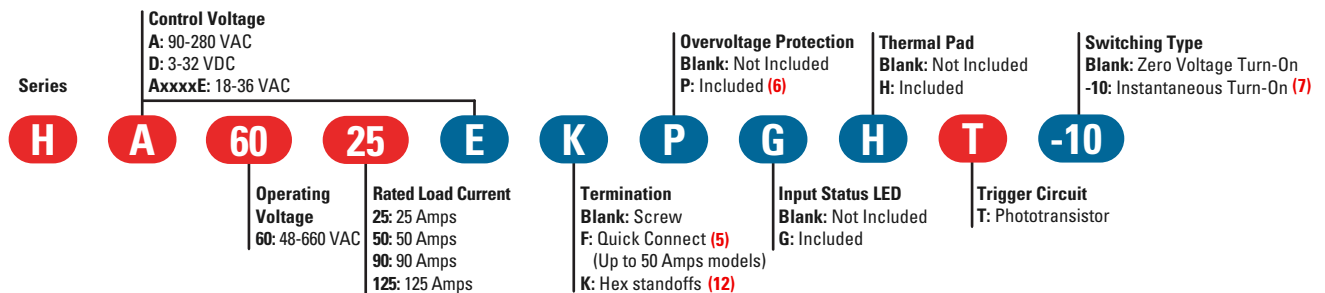 Control Voltage
A: 90-280 VAC
D: 3-32 VDC
AxxxxE: 18-36 VAC
Overvoltage Protection
Blank: Not Included
P: Included (6)
Thermal Pad
Blank: Not Included
H: Included
Switching Type
Blank: Zero Voltage Turn-On
-10: Instantaneous Turn-On (7)
Series
H A 60 25 E K P G H T -10
Operating
Voltage
60: 48-660 VAC
Rated Load Current
25: 25 Amps
50: 50 Amps
90: 90 Amps
125: 125 Amps
Termination
Blank: Screw
F: Quick Connect (5)
(Up to 50 Amps models)
K: Hex standoffs (12)
Input Status LED
Blank: Not Included
G: Included
Trigger Circuit
T: Phototransistor